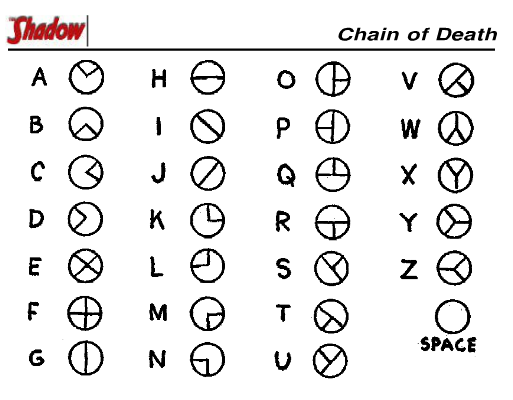 Shadow
Chain of Death
A H O V
B I P W
C J Q X
D K R Y
E L S Z
F M T
SPACE
G N U